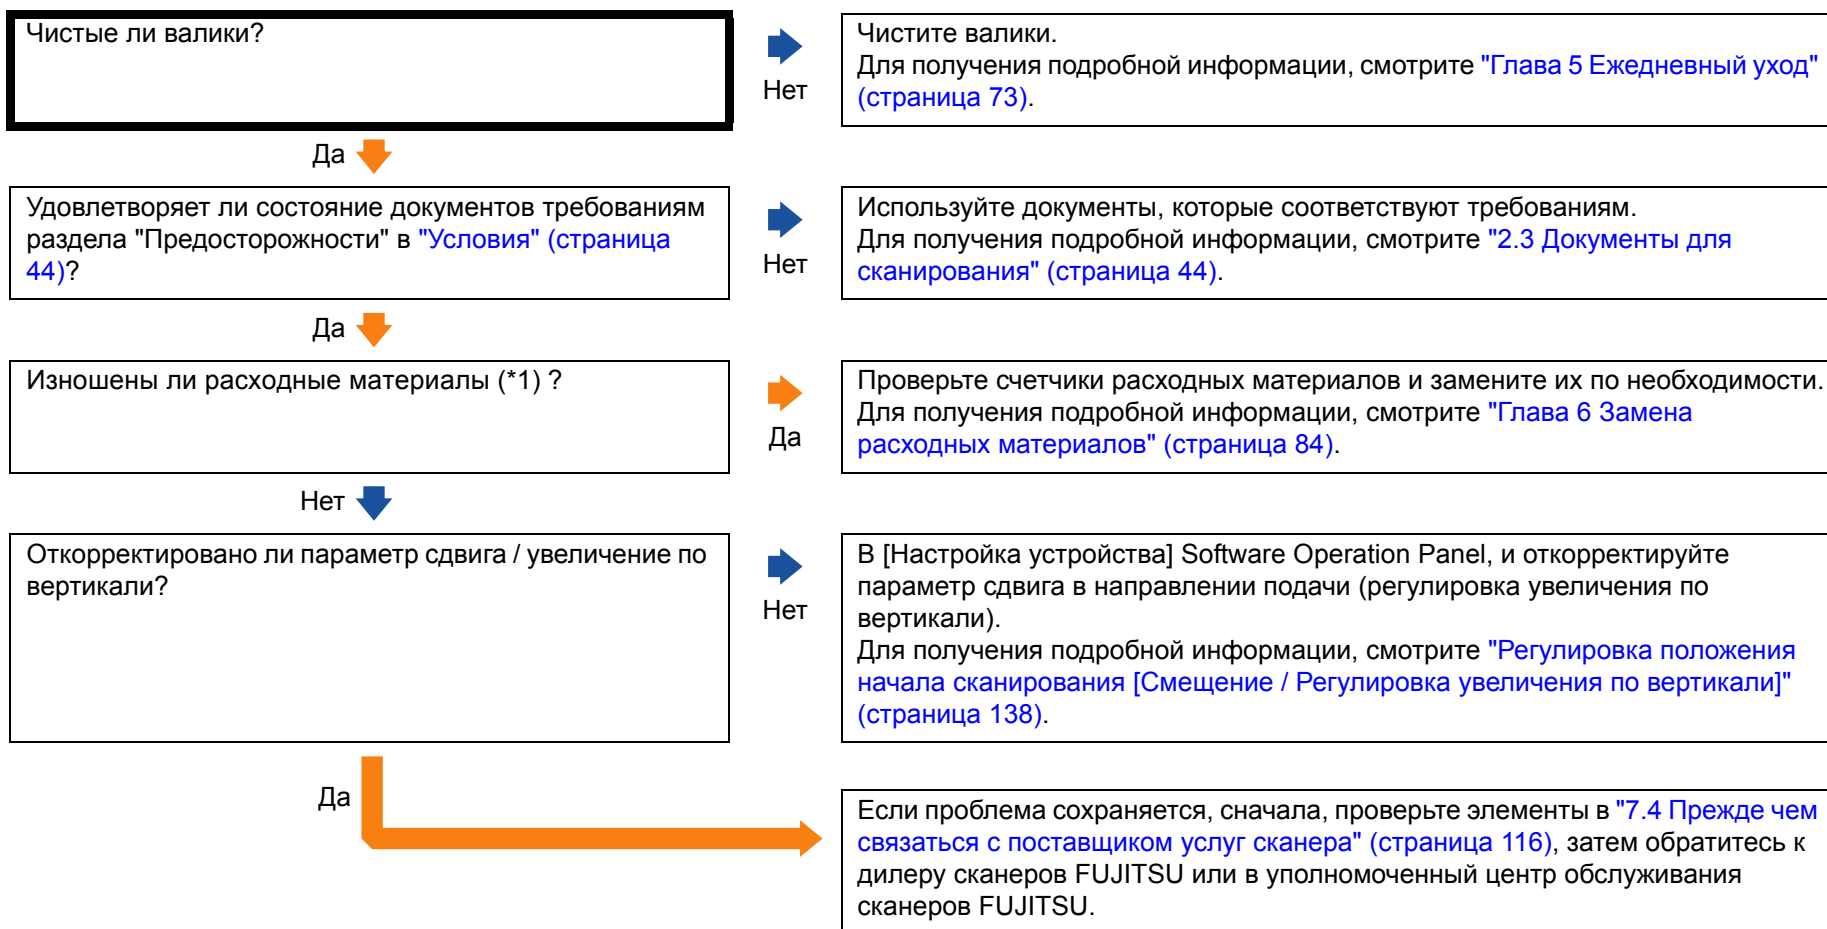 Чистые ли валики?
Нет
Чистите валики.
Для получения подробной информации, смотрите "Глава 5 Ежедневный уход"
(страница 73).
Да
Удовлетворяет ли состояние документов требованиям
раздела "Предосторожности" в "Условия" (страница
44)?
Нет
Используйте документы, которые соответствуют требованиям.
Для получения подробной информации, смотрите "2.3 Документы для
сканирования" (страница 44).
Да
Изношены ли расходные материалы (*1) ?
Да
Проверьте счетчики расходных материалов и замените их по необходимости.
Для получения подробной информации, смотрите "Глава 6 Замена
расходных материалов" (страница 84).
Нет
Откорректировано ли параметр сдвига / увеличение по
вертикали?
Нет
В [Настройка устройства] Software Operation Panel, и откорректируйте
параметр сдвига в направлении подачи (регулировка увеличения по
вертикали).
Для получения подробной информации, смотрите "Регулировка положения
начала сканирования [Смещение / Регулировка увеличения по вертикали]"
(страница 138).
Да
Если проблема сохраняется, сначала, проверьте элементы в "7.4 Прежде чем
связаться с поставщиком услуг сканера" (страница 116), затем обратитесь к
дилеру сканеров FUJITSU или в уполномоченный центр обслуживания
сканеров FUJITSU.